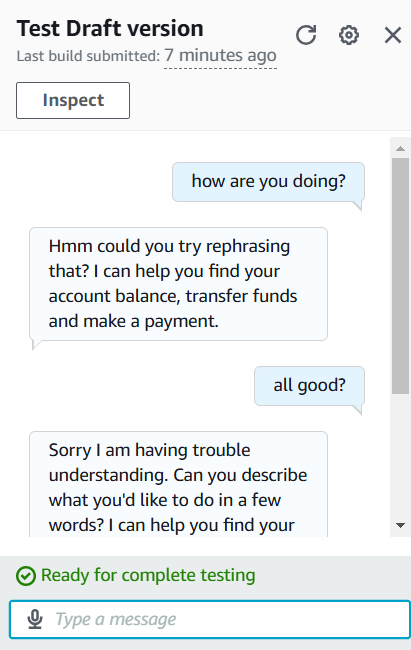 Test Draft version
Last build submitted: 7 minutes ago
Inspect
how are you doing?
Hmm could you try rephrasing
that? I can help you find your
account balance, transfer funds
and make a payment.
all good?
Sorry I am having trouble
understanding. Can you describe
what you'd like to do in a few
words? I can help you find your
Ready for complete testing
Type a message